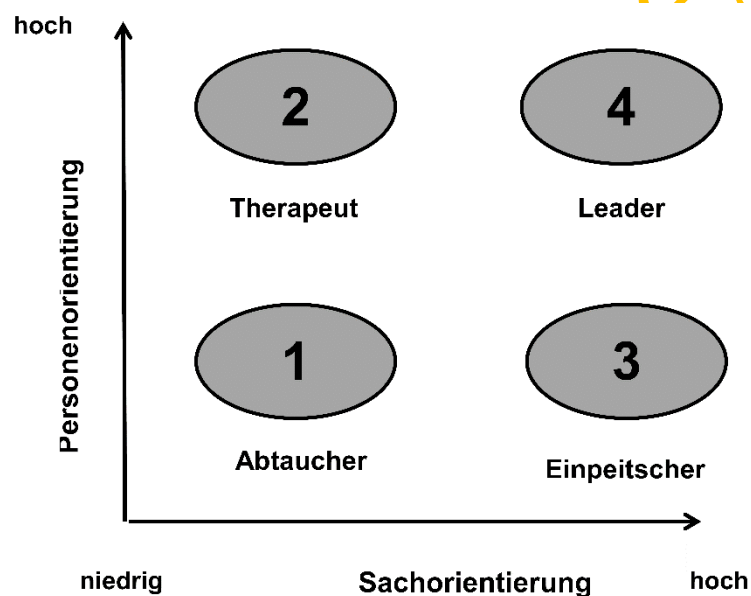 hoch
2 4
Therapeut Leader
Personenorientierung
1 3
Abtaucher Einpeitscher
niedrig Sachorientierung hoch